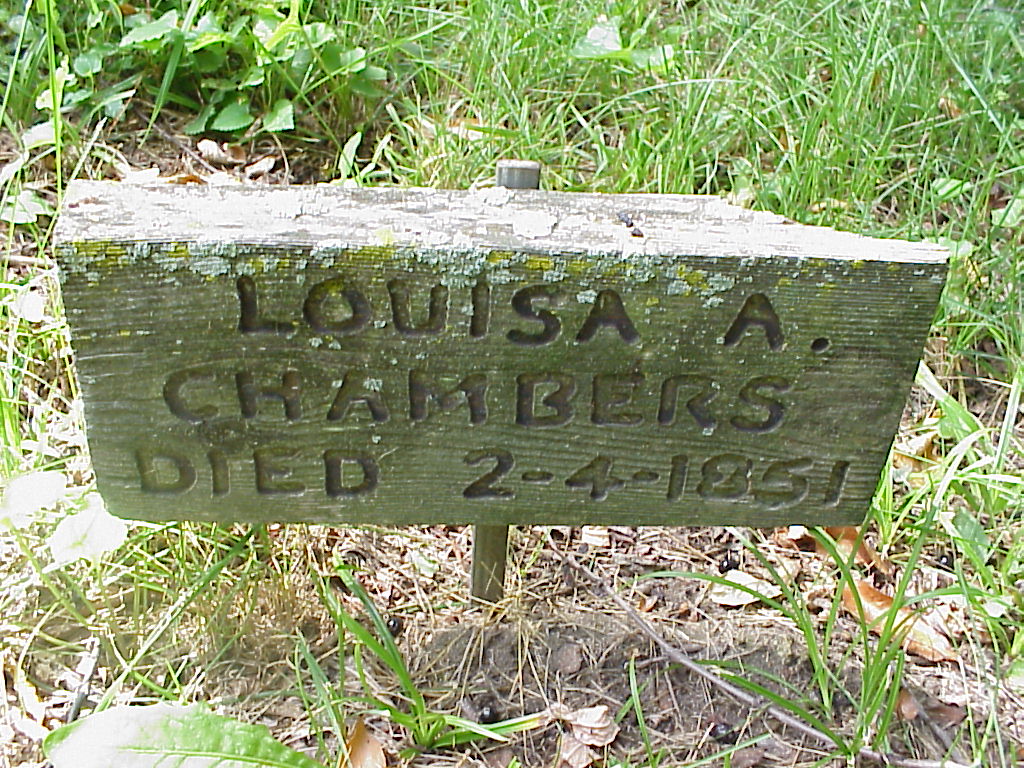 LOUISA A.
CHAMBERS
DIED 2-4-1851